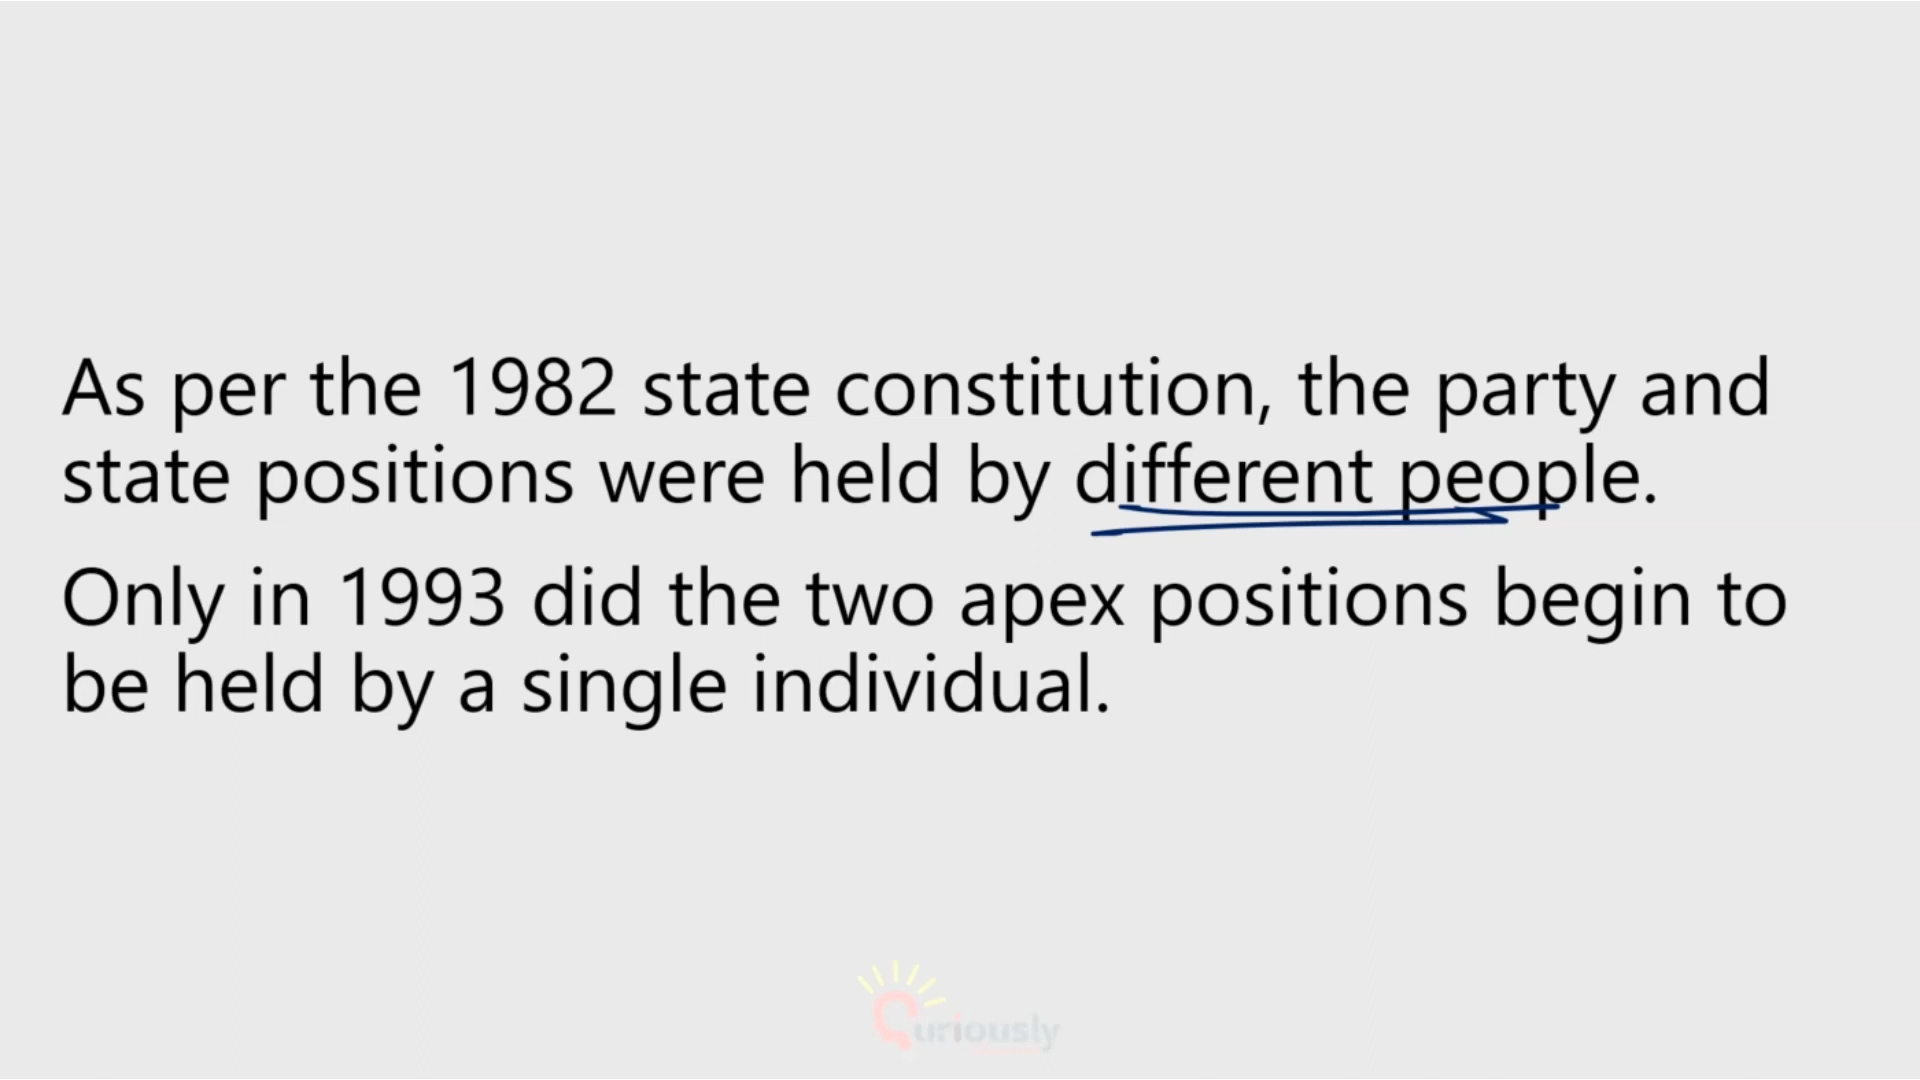 As per the 1982 state constitution, the party and
state positions were held by different people.
Only in 1993 did the two apex positions begin to
be held by a single individual.
Curiously